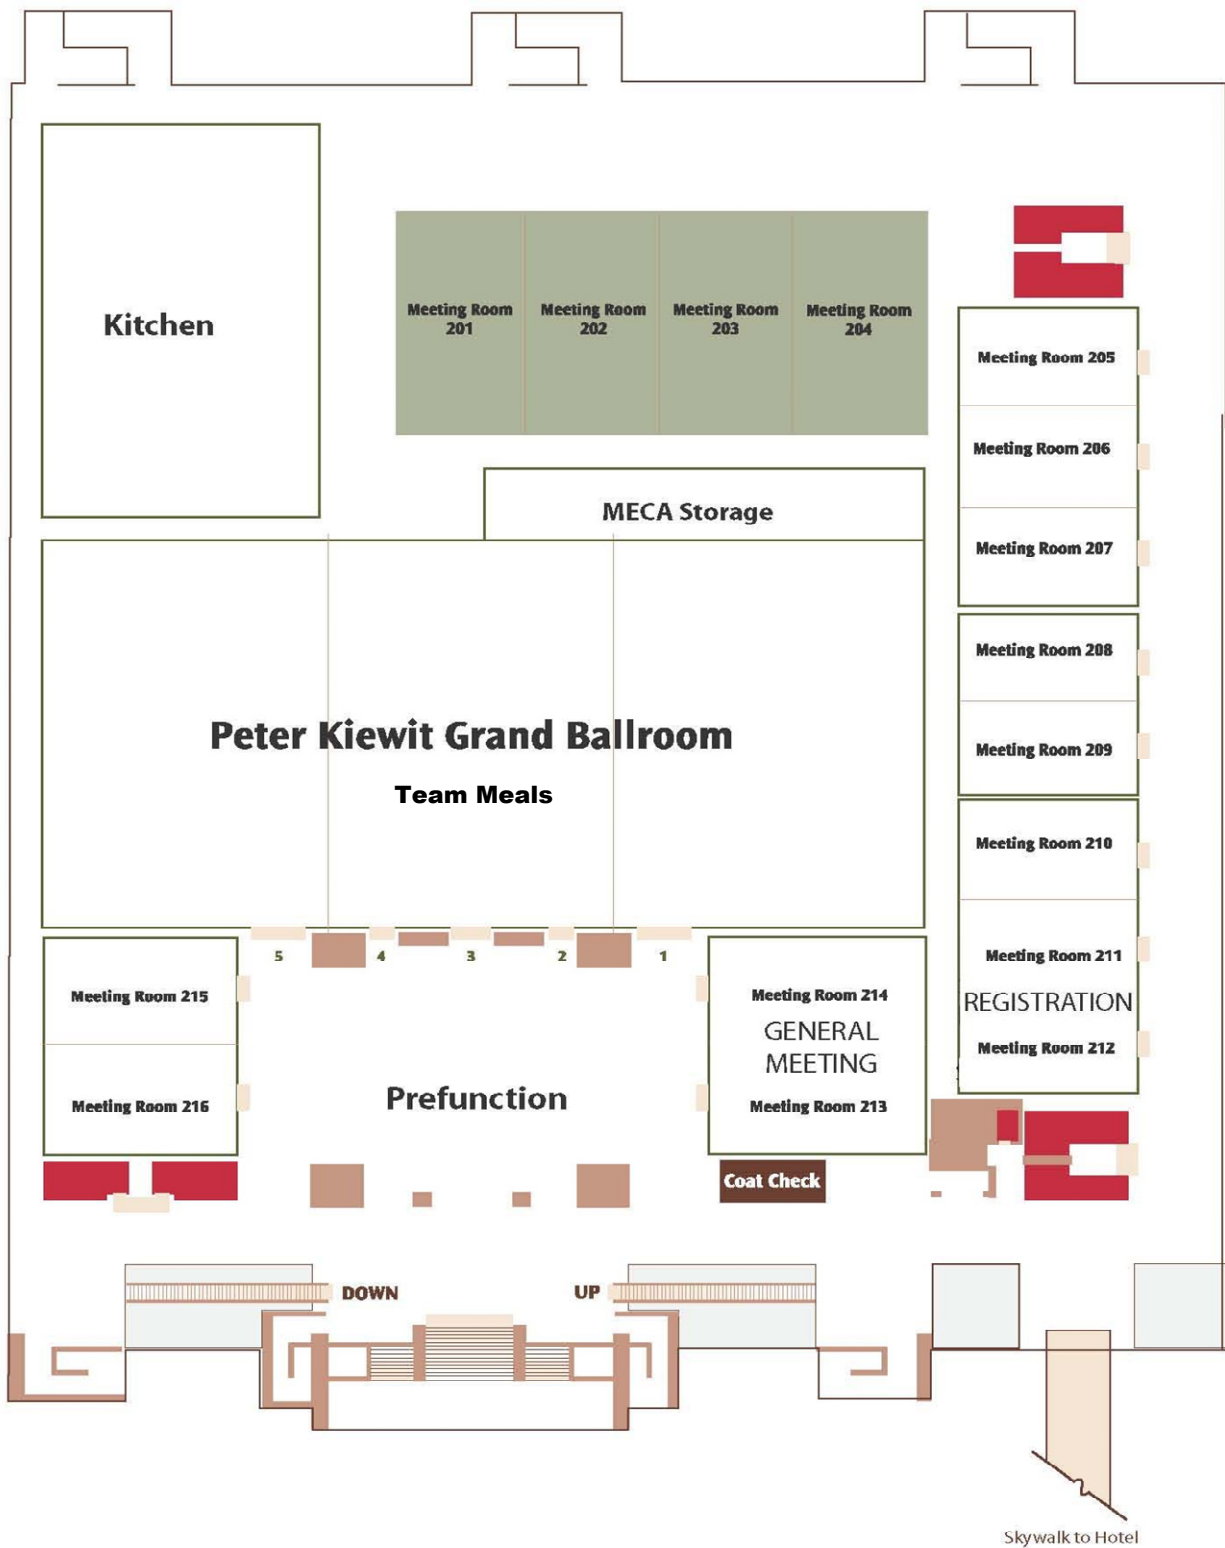 Kitchen
Meeting Room
201
Meeting Room
202
Meeting Room
203
Meeting Room
204
Meeting Room 205
Meeting Room 206
MECA Storage
Meeting Room 207
Meeting Room 208
Peter Kiewit Grand Ballroom
Team Meals
Meeting Room 209
Meeting Room 210
5
4
3
2
1
Meeting Room 211
REGISTRATION
Meeting Room 212
Meeting Room 215
Meeting Room 216
Prefunction
Meeting Room 214
GENERAL
MEETING
Meeting Room 213
Coat Check
DOWN
UP
Skywalk to Hotel